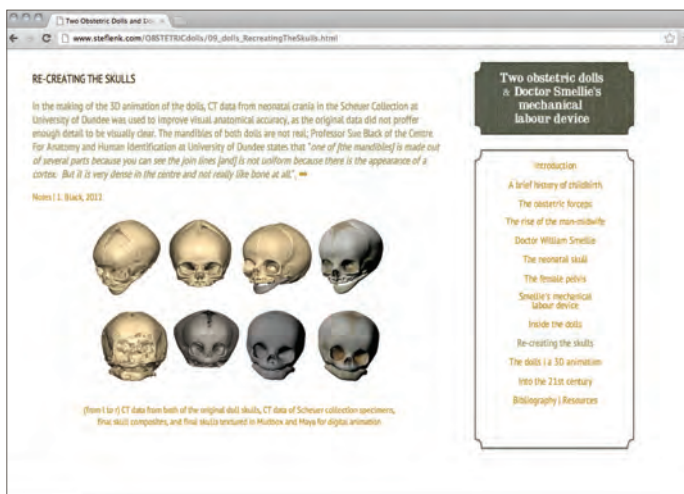 Two Obstetric Dolls and Do
www.steflenk.com/OBSTETRICdolls/09_dolls_RecreatingTheSkulls.html
RE-CREATING THE SKULLS
In the making of the 3D animation of the dolls, CT data from neonatal crania in the Scheuer Collection at
University of Dundee was used to improve visual anatomical accuracy, as the original data did not proffer
enough detail to be visually clear. The mandibles of both dolls are not real; Professor Sue Black of the Centre
For Anatomy and Human Identification at University of Dundee states that "one of [the mandibles] is made out
of several parts because you can see the join lines [and] is not uniform because there is the appearance of a
cortex. But it is very dense in the centre and not really like bone at all."
Notes | 1. Black, 2012
(from l to r) CT data from both of the original doll skulls, CT data of Scheuer collection specimens,
final skull composites, and final skulls textured in Mudbox and Maya for digital animation
Two obstetric dolls
& Doctor Smellie's
mechanical
labour device
Introduction
A brief history of childbirth
The obstetric forceps
The rise of the man-midwife
Doctor William Smellie
The neonatal skull
The female pelvis
Smellie's mechanical
labour device
Inside the dolls
Re-creating the skulls
The dolls | a 3D animation
Into the 21st century
Bibliography | Resources